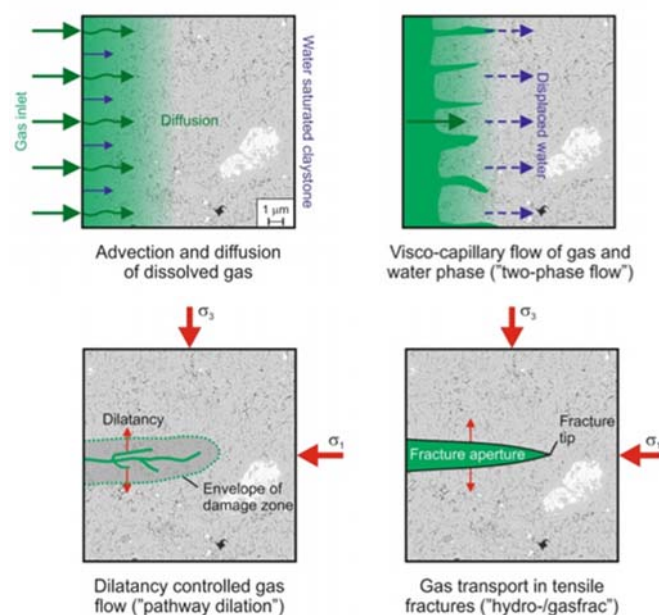 Gas inlet
Diffusion
Water saturated claystone
1 µm
Advection and diffusion
of dissolved gas
Displaced
water
Visco-capillary flow of gas and
water phase ("two-phase flow")
σ3
Dilatancy
σ1
Envelope of
damage zone
Dilatancy controlled gas
flow ("pathway dilation")
σ3
Fracture
tip
Fracture aperture
σ1
Gas transport in tensile
fractures ("hydro-/gasfrac")